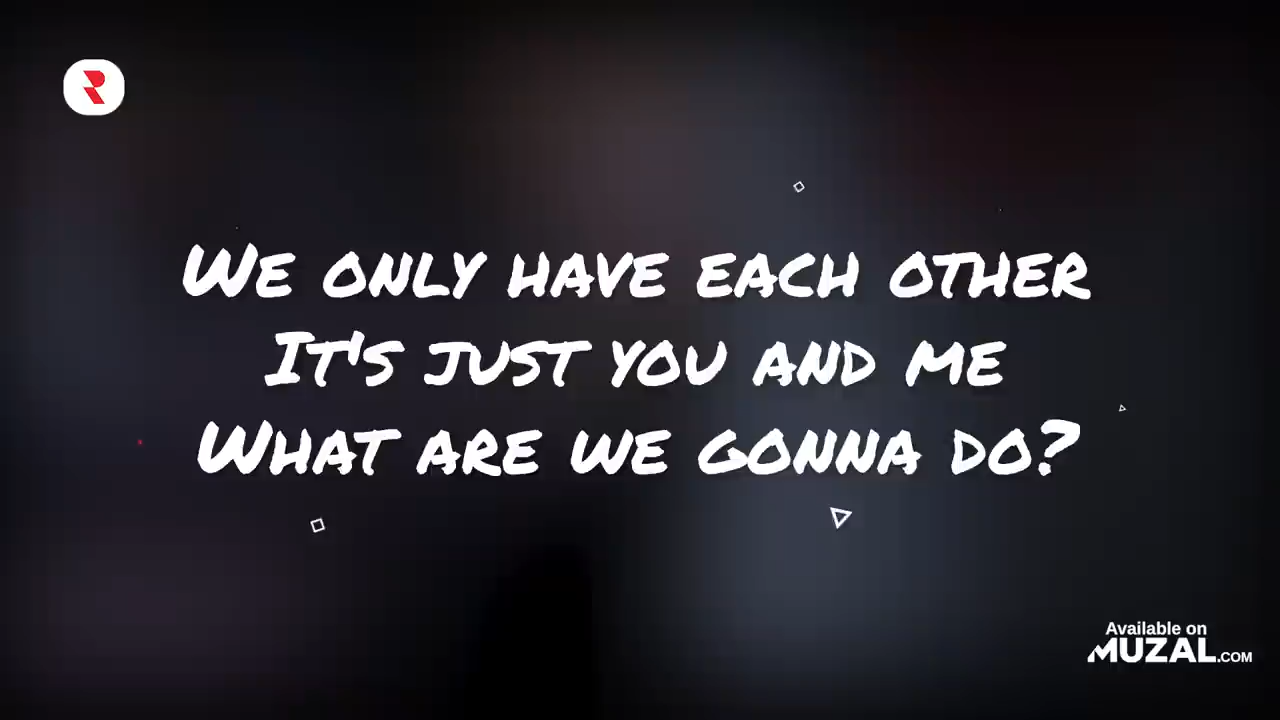 We only have each other
It's just you and me
What are we gonna do?
Available on
MUZAL.COM